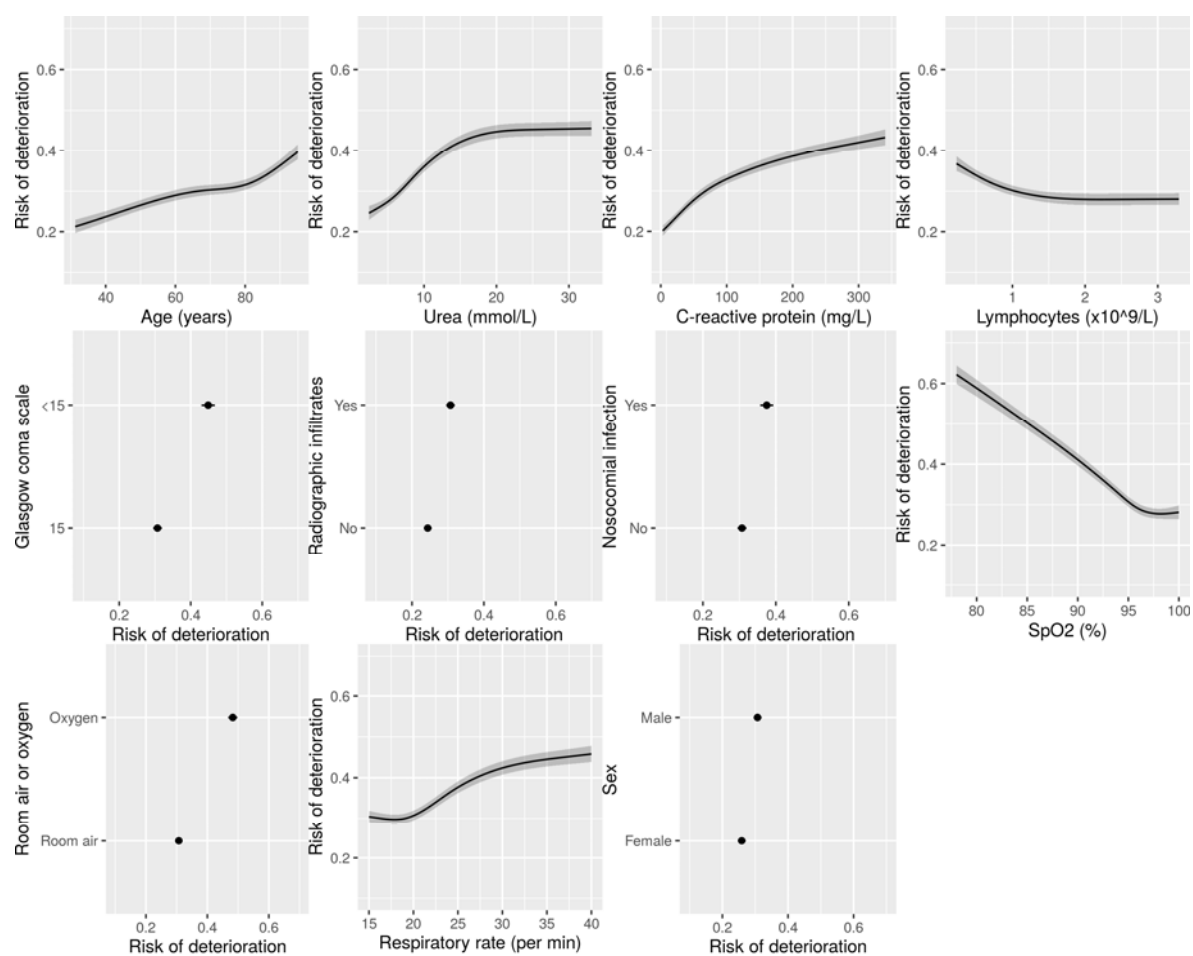 Risk of deterioration
0.6
0.4
0.2
40
60
80
Age (years)
Risk of deterioration
0.6
0.4
0.2
10
20
30
Urea (mmol/L)
Risk of deterioration
0.6
0.4
0.2
0
100
200
300
C-reactive protein (mg/L)
Risk of deterioration
0.6
0.4
0.2
1
2
3
Lymphocytes (x10^9/L)
Glasgow coma scale
<15
15
0.2
0.4
0.6
Risk of deterioration
Radiographic infiltrates
Yes
No
0.2
0.4
0.6
Risk of deterioration
Nosocomial infection
Yes
No
0.2
0.4
0.6
Risk of deterioration
Risk of deterioration
0.6
0.4
0.2
80
85
90
95
100
SpO2 (%)
Room air or oxygen
Oxygen
Room air
0.2
0.4
0.6
Risk of deterioration
Risk of deterioration
0.6
0.4
0.2
15
20
25
30
35
40
Respiratory rate (per min)
Sex
Male
Female
0.2
0.4
0.6
Risk of deterioration